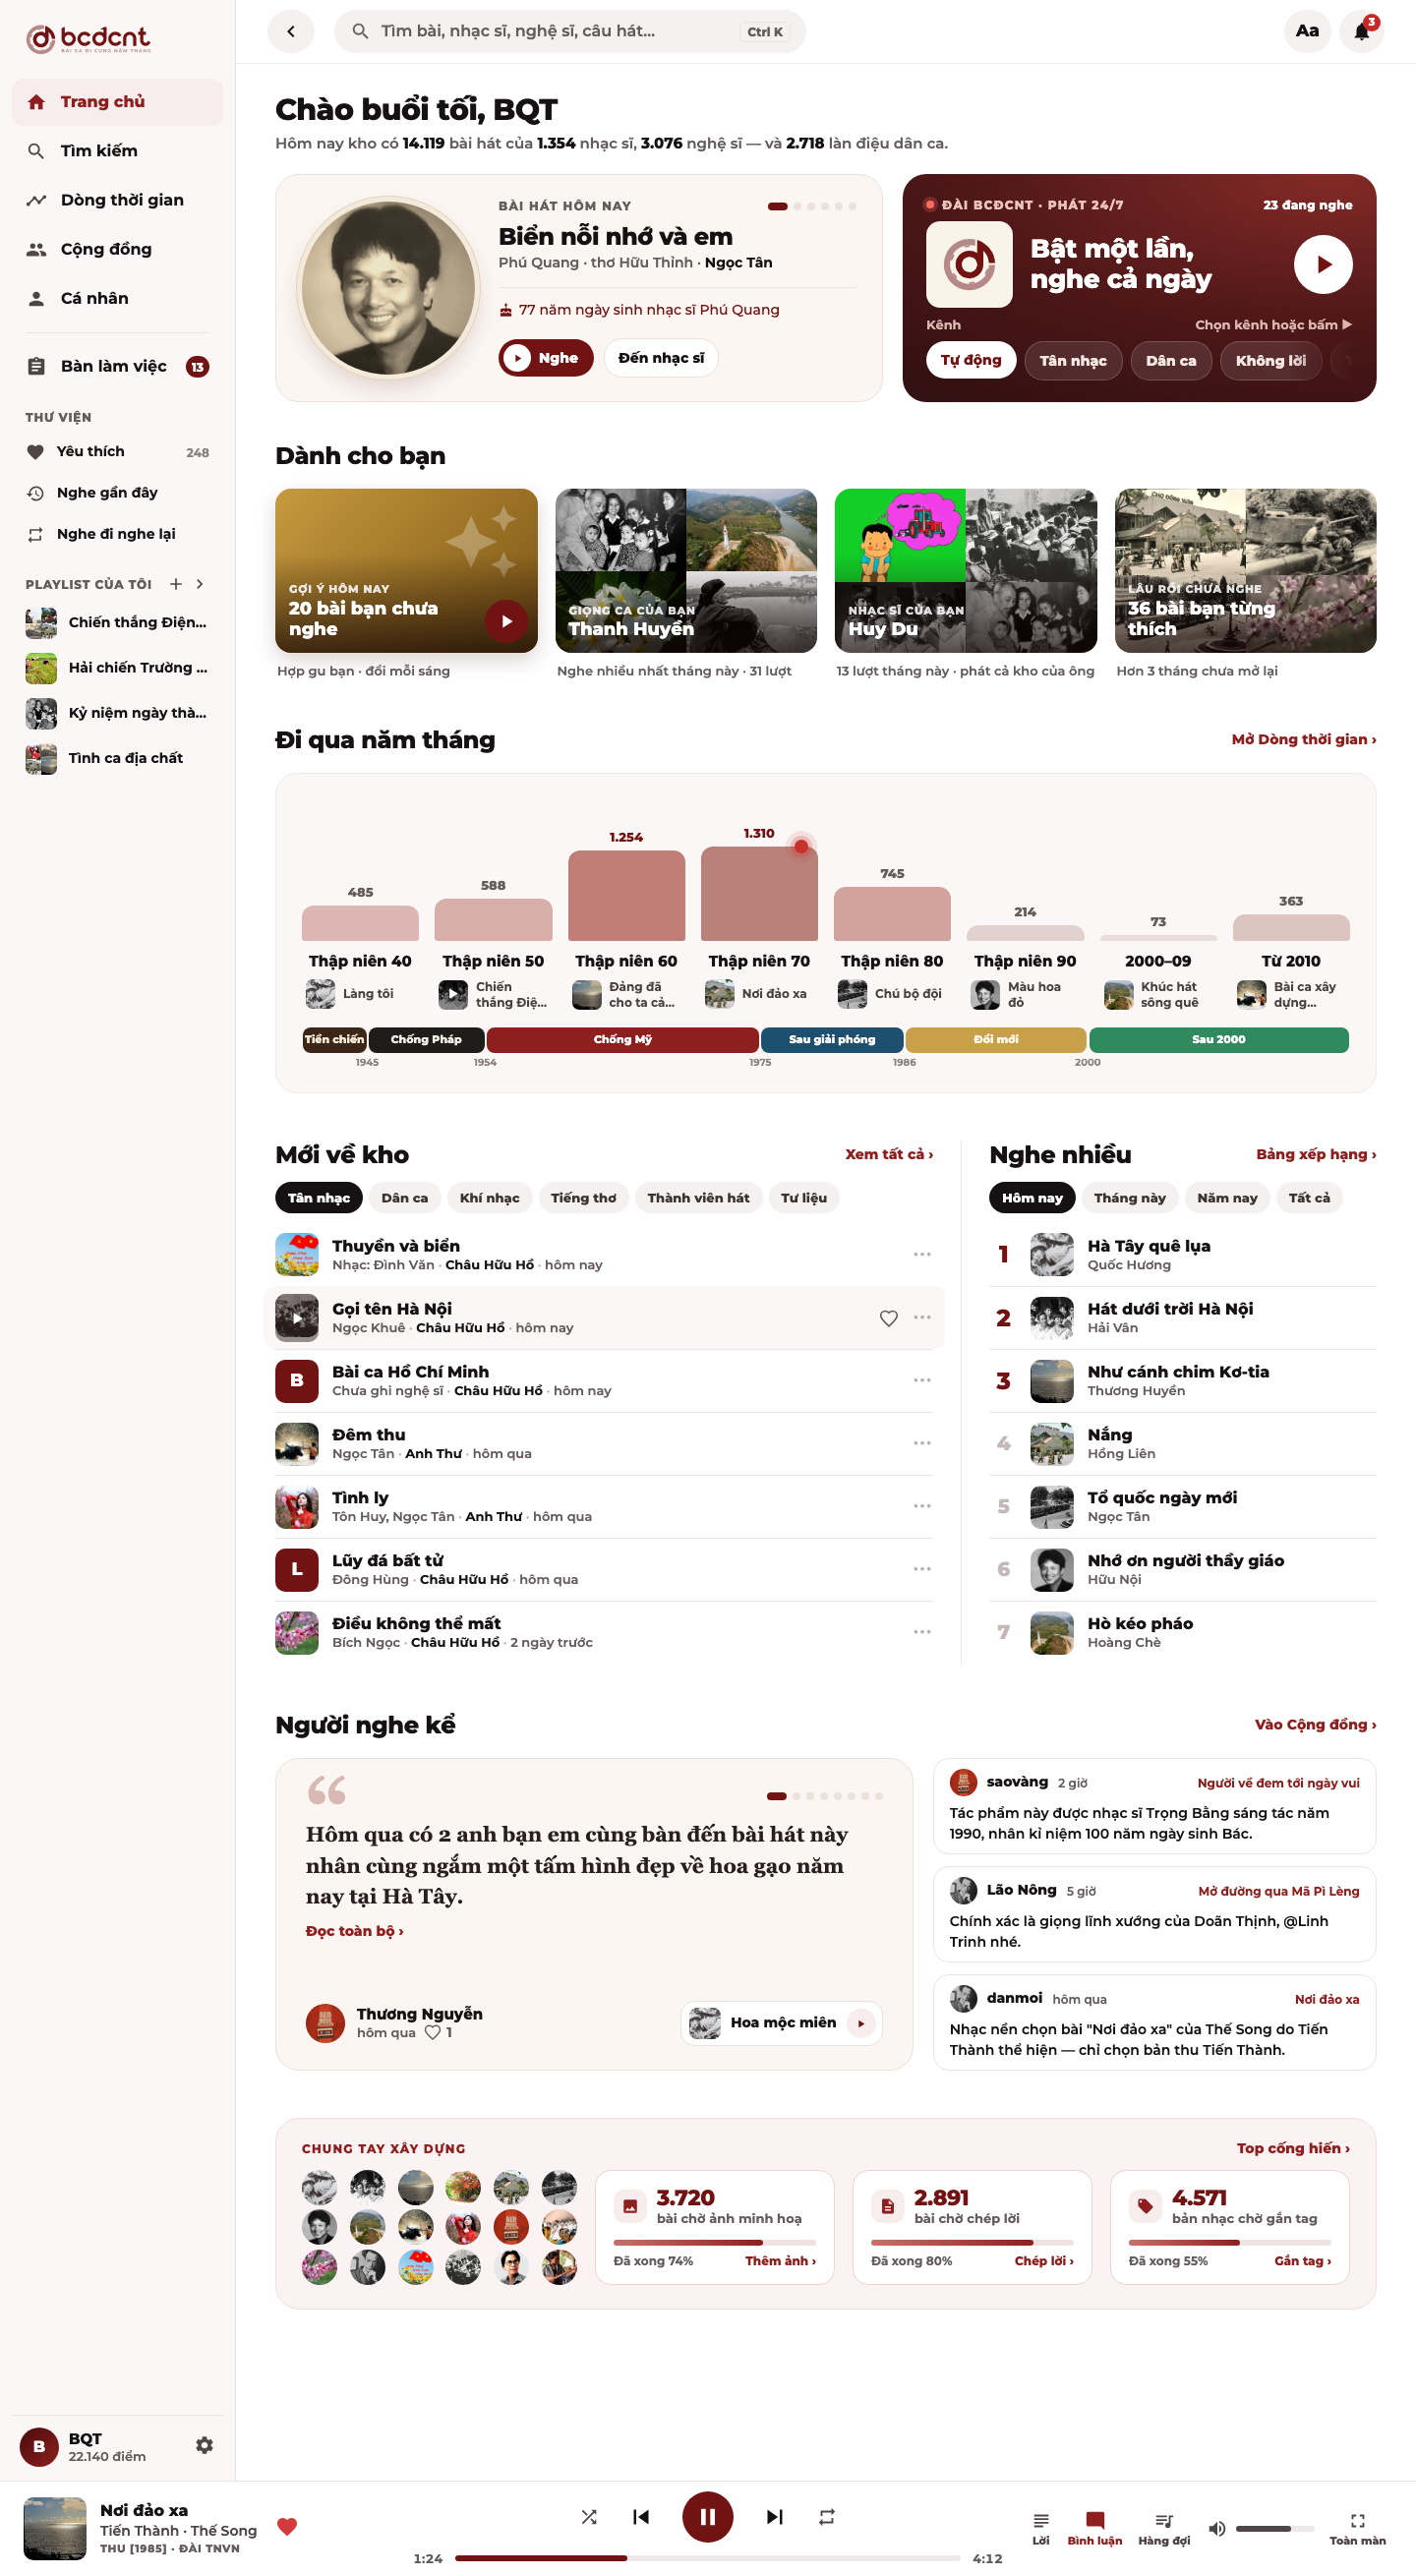 bcdcnt
BÀI CA ĐI CÙNG NĂM THÁNG
Trang chủ
Tìm kiếm
Dòng thời gian
Cộng đồng
Cá nhân
Bàn làm việc
13
THƯ VIỆN
Yêu thích
248
Nghe gần đây
Nghe đi nghe lại
PLAYLIST CỦA TÔI
Chiến thắng Điện...
Hải chiến Trường ...
Kỷ niệm ngày thà...
Tình ca địa chất
BQT
22.140 điểm
Tìm bài, nhạc sĩ, nghệ sĩ, câu hát...
Ctrl K
Aa
3
Chào buổi tối, BQT
Hôm nay kho có 14.119 bài hát của 1.354 nhạc sĩ, 3.076 nghệ sĩ — và 2.718 làn điệu dân ca.
BÀI HÁT HÔM NAY
Biển nỗi nhớ và em
Phú Quang · thơ Hữu Thỉnh · Ngọc Tân
77 năm ngày sinh nhạc sĩ Phú Quang
Nghe
Đến nhạc sĩ
ĐÀI BCĐCNT · PHÁT 24/7
23 đang nghe
Bật một lần,
nghe cả ngày
Kênh
Chọn kênh hoặc bấm ▶
Tự động
Tân nhạc
Dân ca
Không lời
Dành cho bạn
GỢI Ý HÔM NAY
20 bài bạn chưa
nghe
Hợp gu bạn · đổi mỗi sáng
GIỌNG CA CỦA BẠN
Thanh Huyền
Nghe nhiều nhất tháng này · 31 lượt
NHẠC SĨ CỦA BẠN
Huy Du
13 lượt tháng này · phát cả kho của ông
LÂU RỒI CHƯA NGHE
36 bài bạn từng
thích
Hơn 3 tháng chưa mở lại
Đi qua năm tháng
Mở Dòng thời gian ›
485
588
1.254
1.310
745
214
73
363
Thập niên 40
Thập niên 50
Thập niên 60
Thập niên 70
Thập niên 80
Thập niên 90
2000–09
Từ 2010
Làng tôi
Chiến
thắng Điệ...
Đảng đã
cho ta cả...
Nơi đảo xa
Chú bộ đội
Màu hoa
đỏ
Khúc hát
sông quê
Bài ca xây
dựng...
Tiền chiến
Chống Pháp
Chống Mỹ
Sau giải phóng
Đổi mới
Sau 2000
1945
1954
1975
1986
2000
Mới về kho
Xem tất cả ›
Tân nhạc
Dân ca
Khí nhạc
Tiếng thơ
Thành viên hát
Tư liệu
Thuyền và biển
Nhạc: Đình Văn · Châu Hữu Hồ · hôm nay
Gọi tên Hà Nội
Ngọc Khuê · Châu Hữu Hồ · hôm nay
B
Bài ca Hồ Chí Minh
Chưa ghi nghệ sĩ · Châu Hữu Hồ · hôm nay
Đêm thu
Ngọc Tân · Anh Thư · hôm qua
Tình ly
Tôn Huy, Ngọc Tân · Anh Thư · hôm qua
L
Lũy đá bất tử
Đông Hùng · Châu Hữu Hồ · hôm qua
Điều không thể mất
Bích Ngọc · Châu Hữu Hồ · 2 ngày trước
Nghe nhiều
Bảng xếp hạng ›
Hôm nay
Tháng này
Năm nay
Tất cả
1
Hà Tây quê lụa
Quốc Hương
2
Hát dưới trời Hà Nội
Hải Vân
3
Như cánh chim Kơ-tia
Thương Huyền
4
Nắng
Hồng Liên
5
Tổ quốc ngày mới
Ngọc Tân
6
Nhớ ơn người thầy giáo
Hữu Nội
7
Hò kéo pháo
Hoàng Chè
Người nghe kể
Vào Cộng đồng ›
Hôm qua có 2 anh bạn em cùng bàn đến bài hát này
nhân cùng ngắm một tấm hình đẹp về hoa gạo năm
nay tại Hà Tây.
Đọc toàn bộ ›
Thương Nguyễn
hôm qua 1
Hoa mộc miên
saovàng 2 giờ
Người về đem tới ngày vui
Tác phẩm này được nhạc sĩ Trọng Bằng sáng tác năm
1990, nhân kỉ niệm 100 năm ngày sinh Bác.
Lão Nông 5 giờ
Mở đường qua Mã Pì Lèng
Chính xác là giọng lĩnh xướng của Doãn Thịnh, @Linh
Trinh nhé.
danmoi hôm qua
Nơi đảo xa
Nhạc nền chọn bài "Nơi đảo xa" của Thế Song do Tiến
Thành thể hiện — chỉ chọn bản thu Tiến Thành.
CHUNG TAY XÂY DỰNG
Top cống hiến ›
3.720
bài chờ ảnh minh hoạ
Đã xong 74%
Thêm ảnh ›
2.891
bài chờ chép lời
Đã xong 80%
Chép lời ›
4.571
bản nhạc chờ gắn tag
Đã xong 55%
Gắn tag ›
B
Nơi đảo xa
Tiến Thành · Thế Song
THU [1985] · ĐÀI TNVN
1:24
4:12
Lời
Bình luận
Hàng đợi
Toàn màn